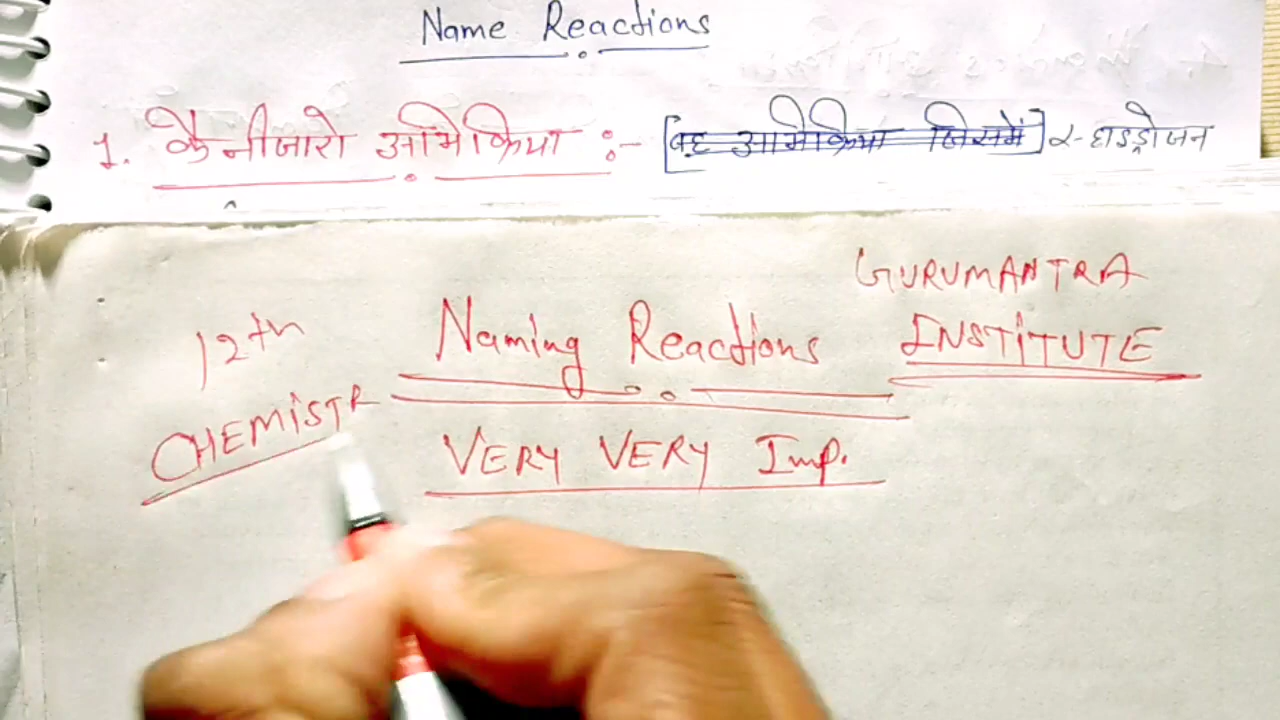 Name Reactions
1. कैनीजारो अभिक्रिया :- [वह अभिक्रिया जिसमें] α-हाइड्रोजन
GURUMANTRA
12th Naming Reactions INSTITUTE
CHEMISTR VERY VERY Imp.